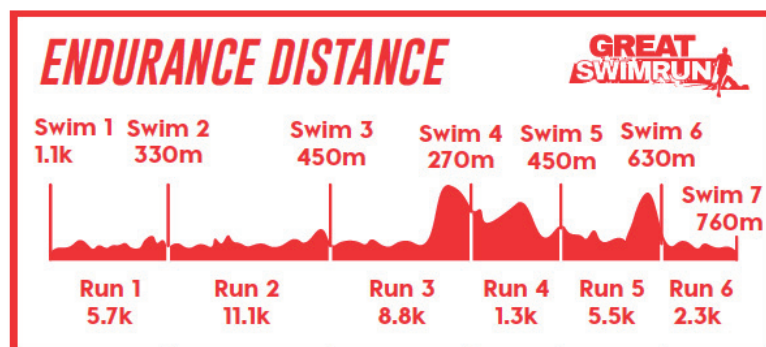 ENDURANCE DISTANCE
GREAT
SWIMRUN
Swim 1
1.1k
Swim 2
330m
Swim 3
450m
Swim 4
270m
Swim 5
450m
Swim 6
630m
Swim 7
760m
Run 1
5.7k
Run 2
11.1k
Run 3
8.8k
Run 4
1.3k
Run 5
5.5k
Run 6
2.3k